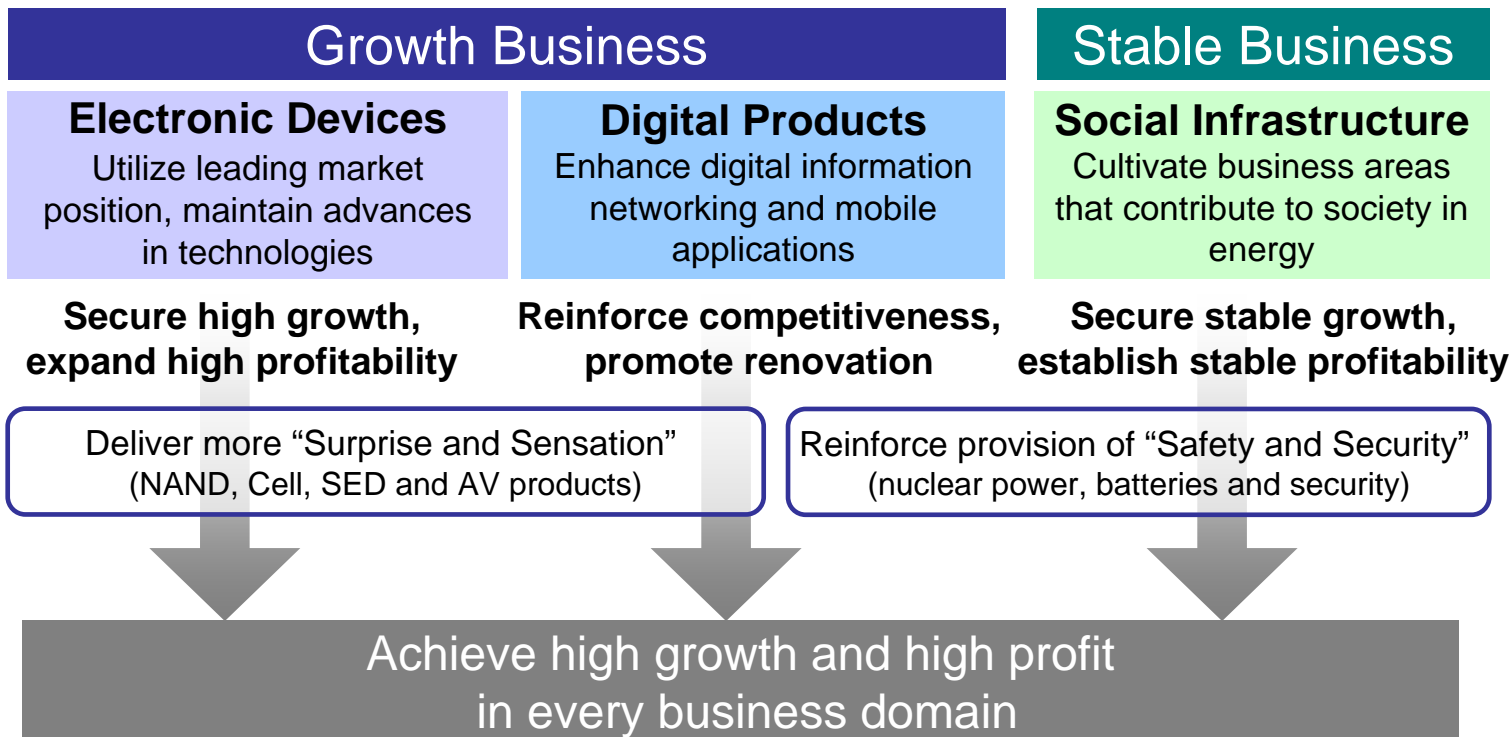 Growth Business
Stable Business
Electronic Devices
Utilize leading market
position, maintain advances
in technologies
Digital Products
Enhance digital information
networking and mobile
applications
Social Infrastructure
Cultivate business areas
that contribute to society in
energy
Secure high growth,
expand high profitability
Reinforce competitiveness,
promote renovation
Secure stable growth,
establish stable profitability
Deliver more “Surprise and Sensation”
(NAND, Cell, SED and AV products)
Reinforce provision of “Safety and Security”
(nuclear power, batteries and security)
Achieve high growth and high profit
in every business domain